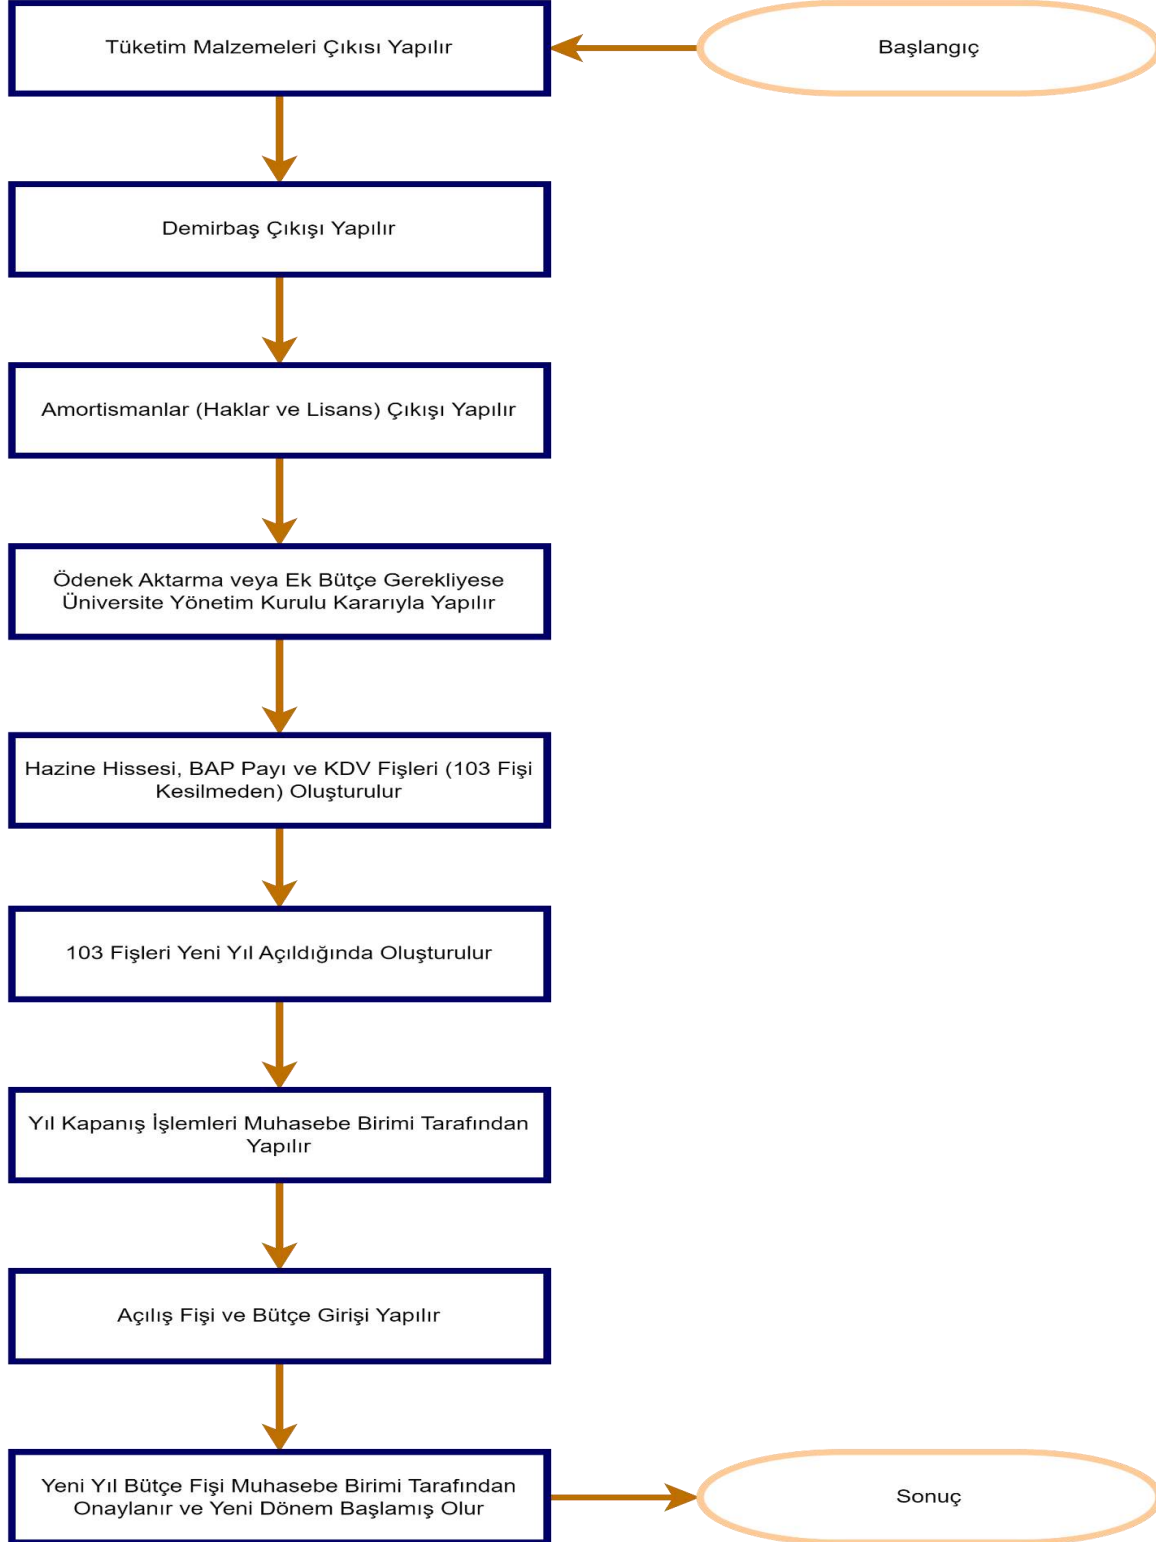 Başlangıç
Tüketim Malzemeleri Çıkısı Yapılır
Demirbaş Çıkışı Yapılır
Amortismanlar (Haklar ve Lisans) Çıkışı Yapılır
Ödenek Aktarma veya Ek Bütçe Gerekliyese
Üniversite Yönetim Kurulu Kararıyla Yapılır
Hazine Hissesi, BAP Payı ve KDV Fişleri (103 Fişi
Kesilmeden) Oluşturulur
103 Fişleri Yeni Yıl Açıldığında Oluşturulur
Yıl Kapanış İşlemleri Muhasebe Birimi Tarafından
Yapılır
Açılış Fişi ve Bütçe Girişi Yapılır
Yeni Yıl Bütçe Fişi Muhasebe Birimi Tarafından
Onaylanır ve Yeni Dönem Başlamış Olur
Sonuç